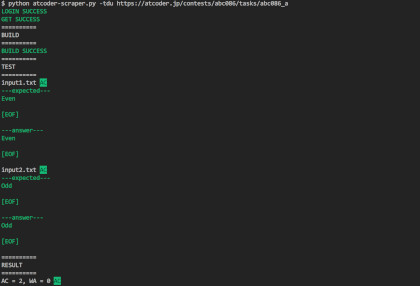 $ python atcoder-scraper.py -tdu https://atcoder.jp/contests/abc086/tasks/abc086_a
LOGIN SUCCESS
GET SUCCESS
==========
BUILD
==========
BUILD SUCCESS
==========
TEST
==========
input1.txt AC
---expected---
Even
[EOF]
---answer---
Even
[EOF]
input2.txt AC
---expected---
Odd
[EOF]
---answer---
Odd
[EOF]
==========
RESULT
==========
AC = 2, WA = 0 AC